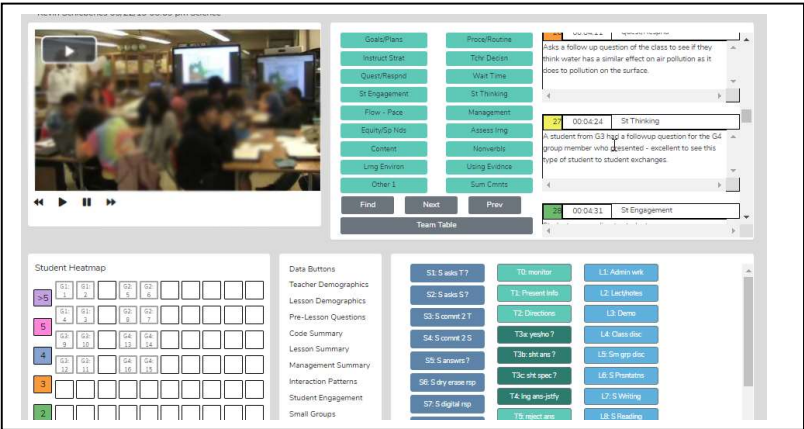 Goals/Plans
Proce/Routine
Instruct Strat
Tchr Decisn
Quest/Respnd
Wait Time
St Engagement
St Thinking
Flow - Pace
Management
Equity/Sp Nds
Assess lrng
Content
Nonverbls
Lrng Environ
Using Evidnce
Other 1
Sum Cmnts
Find
Next
Prev
Team Table
Asks a follow up question of the class to see if they
think water has a similar effect on air pollution as it
does to pollution on the surface.
27 00:04:24 St Thinking
A student from G3 had a followup question for the G4
group member who presented - excellent to see this
type of student to student exchanges.
28 00:04:31 St Engagement
Student Heatmap
>5
G1: 1
G1: 2
G2: 5
G2: 6
5
G1: 4
G1: 3
G2: 8
G2: 7
G3: 9
G3: 10
G4: 13
G4: 14
4
G3: 12
G3: 11
G4: 16
G4: 15
3
2
Data Buttons
Teacher Demographics
Lesson Demographics
Pre-Lesson Questions
Code Summary
Lesson Summary
Management Summary
Interaction Patterns
Student Engagement
Small Groups
S1: S asks T ?
S2: S asks S ?
S3: S comnt 2 T
S4: S comnt 2 S
S5: S answrs ?
S6: S dry erase rsp
S7: S digital rsp
T0: monitor
T1: Present Info
T2: Directions
T3a: yes/no ?
T3b: sht ans ?
T3c: sht spec ?
T4: lng ans-jstfy
T5: reject ans
L1: Admin wrk
L2: Lect/notes
L3: Demo
L4: Class disc
L5: Sm grp disc
L6: S Prsntatns
L7: S Writing
L8: S Reading